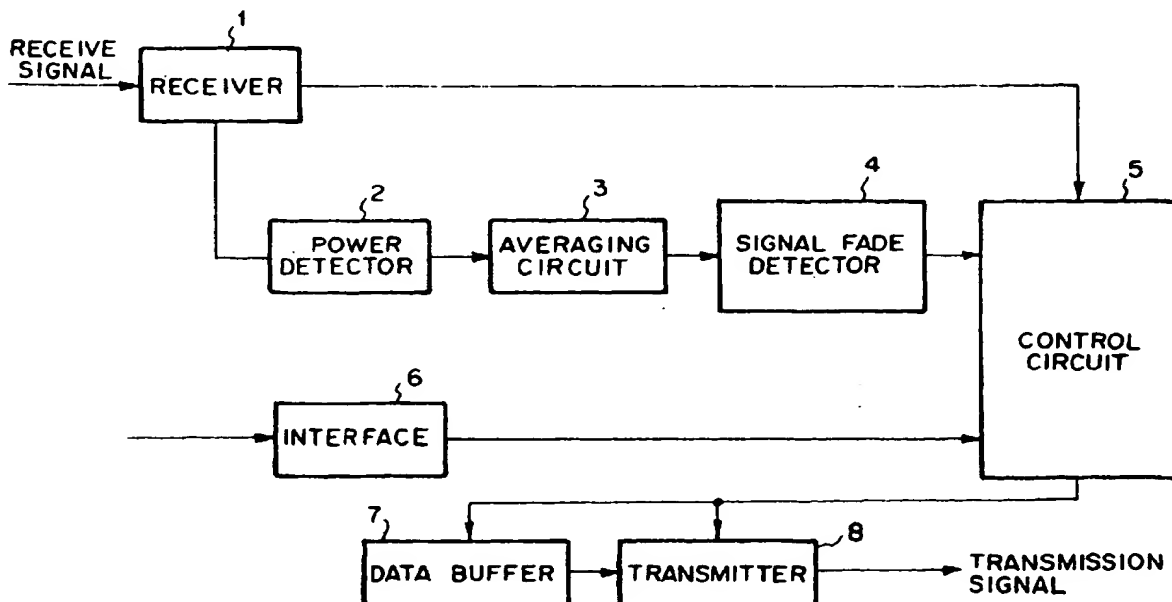 RECEIVE
SIGNAL
1
RECEIVER
2
POWER
DETECTOR
3
AVERAGING
CIRCUIT
4
SIGNAL FADE
DETECTOR
5
CONTROL
CIRCUIT
6
INTERFACE
7
DATA BUFFER
8
TRANSMITTER
TRANSMISSION
SIGNAL